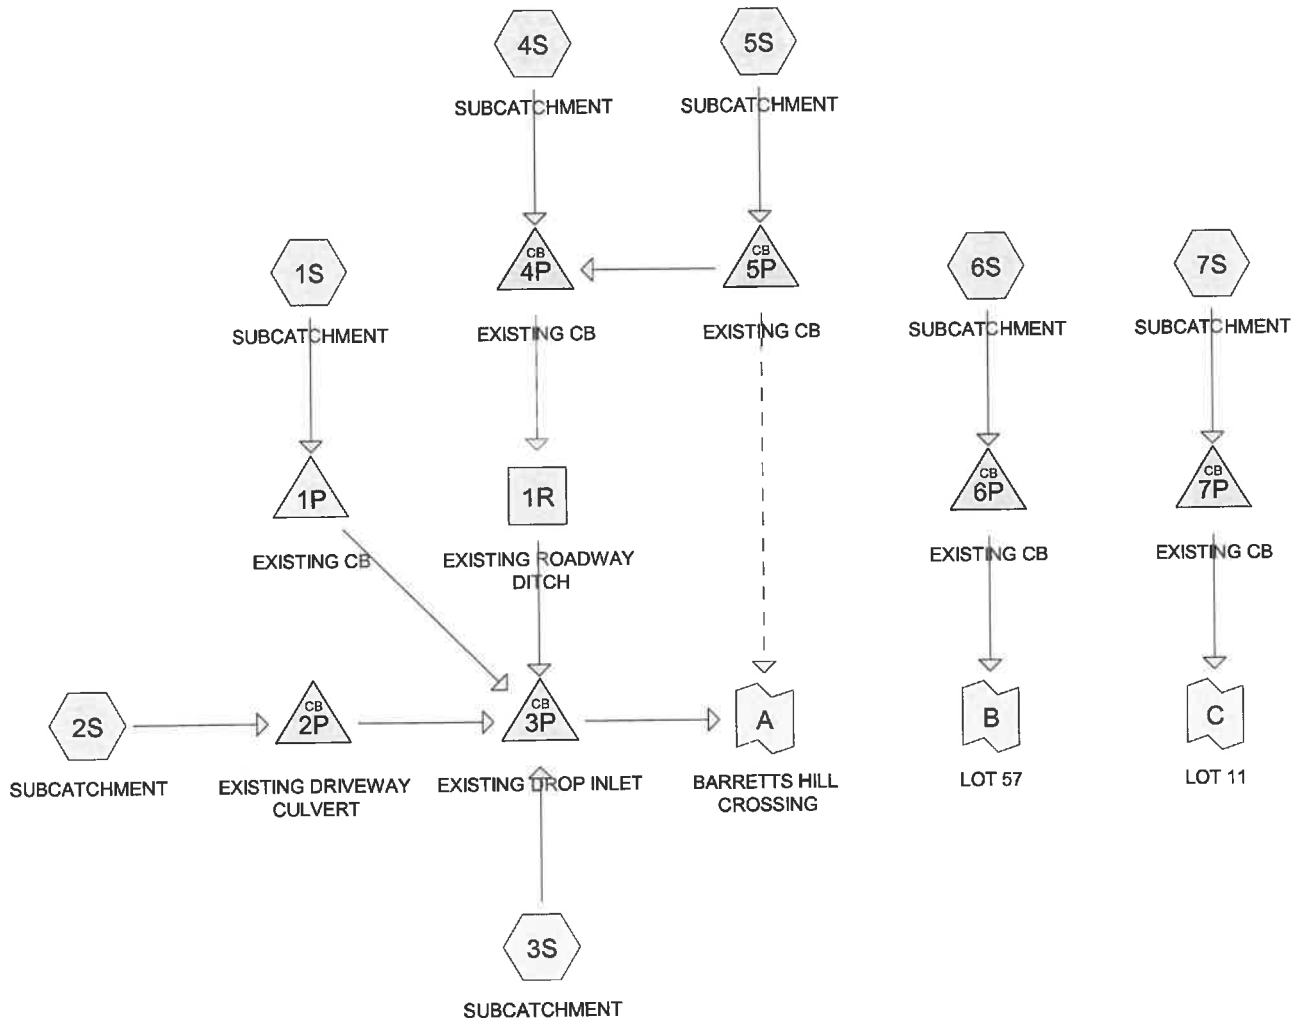 4S
SUBCATCHMENT
5S
SUBCATCHMENT
1S
SUBCATCHMENT
CB
4P
EXISTING CB
CB
5P
EXISTING CB
6S
SUBCATCHMENT
7S
SUBCATCHMENT
1P
EXISTING CB
1R
EXISTING ROADWAY
DITCH
CB
6P
EXISTING CB
CB
7P
EXISTING CB
2S
SUBCATCHMENT
CB
2P
EXISTING DRIVEWAY
CULVERT
CB
3P
EXISTING DROP INLET
A
BARRETTS HILL
CROSSING
B
LOT 57
C
LOT 11
3S
SUBCATCHMENT